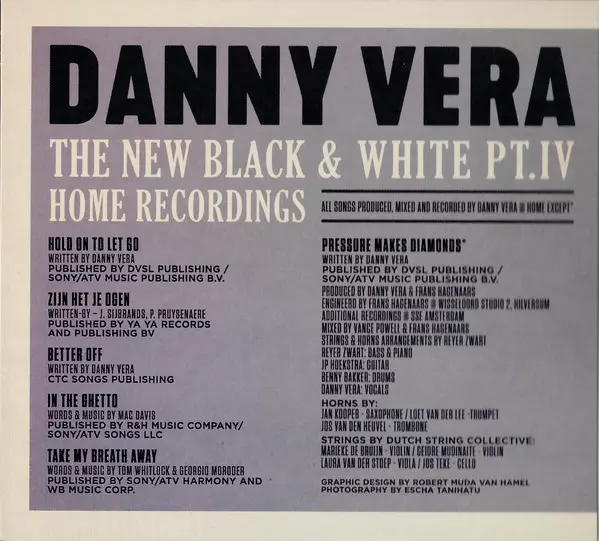 DANNY VERA
THE NEW BLACK & WHITE PT.IV
HOME RECORDINGS
ALL SONGS PRODUCED, MIXED AND RECORDED BY DANNY VERA @ HOME EXCEPT*
HOLD ON TO LET GO
WRITTEN BY DANNY VERA
PUBLISHED BY DVSL PUBLISHING /
SONY/ATV MUSIC PUBLISHING B.V.
ZIJN HET JE OGEN
WRITTEN-BY – J. SIJBRANDS, P. PRUYSENAERE
PUBLISHED BY YA YA RECORDS
AND PUBLISHING BV
BETTER OFF
WRITTEN BY DANNY VERA
CTC SONGS PUBLISHING
IN THE GHETTO
WORDS & MUSIC BY MAC DAVIS
PUBLISHED BY R&H MUSIC COMPANY/
SONY/ATV SONGS LLC
TAKE MY BREATH AWAY
WORDS & MUSIC BY TOM WHITLOCK & GEORGIO MORODER
PUBLISHED BY SONY/ATV HARMONY AND
WB MUSIC CORP.
PRESSURE MAKES DIAMONDS*
WRITTEN BY DANNY VERA
PUBLISHED BY DVSL PUBLISHING /
SONY/ATV MUSIC PUBLISHING B.V.
PRODUCED BY DANNY VERA & FRANS HAGENAARS
ENGINEERD BY FRANS HAGENAARS @ WISSELOORD STUDIO 2, HILVERSUM
ADDITIONAL RECORDINGS @ SSE AMSTERDAM
MIXED BY VANCE POWELL & FRANS HAGENAARS
STRINGS & HORNS ARRANGEMENTS BY REYER ZWART
REYER ZWART: BASS & PIANO
JP HOEKSTRA: GUITAR
BENNY BAKKER: DRUMS
DANNY VERA: VOCALS
HORNS BY:
JAN KOOPER - SAXOPHONE / LOET VAN DER LEE -TRUMPET
JOS VAN DEN HEUVEL - TROMBONE
STRINGS BY DUTCH STRING COLLECTIVE:
MARIEKE DE BRUIJN - VIOLIN / GEIDRE MUDINAITE - VIOLIN
LAURA VAN DER STOEP - VIOLA / JOS TEKE - CELLO
GRAPHIC DESIGN BY ROBERT MUDA VAN HAMEL
PHOTOGRAPHY BY ESCHA TANIHATU